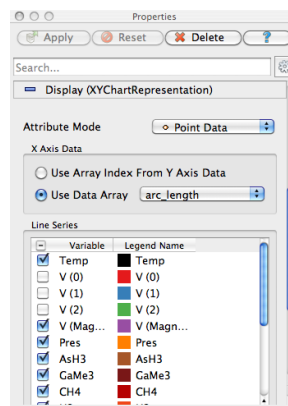 Properties
Apply Reset Delete ?
Search...
Display (XYChartRepresentation)
Attribute Mode Point Data
X Axis Data
Use Array Index From Y Axis Data
Use Data Array arc_length
Line Series
Variable Legend Name
Temp Temp
V (0) V (0)
V (1) V (1)
V (2) V (2)
V (Magn... V (Magn...
Pres Pres
AsH3 AsH3
GaMe3 GaMe3
CH4 CH4